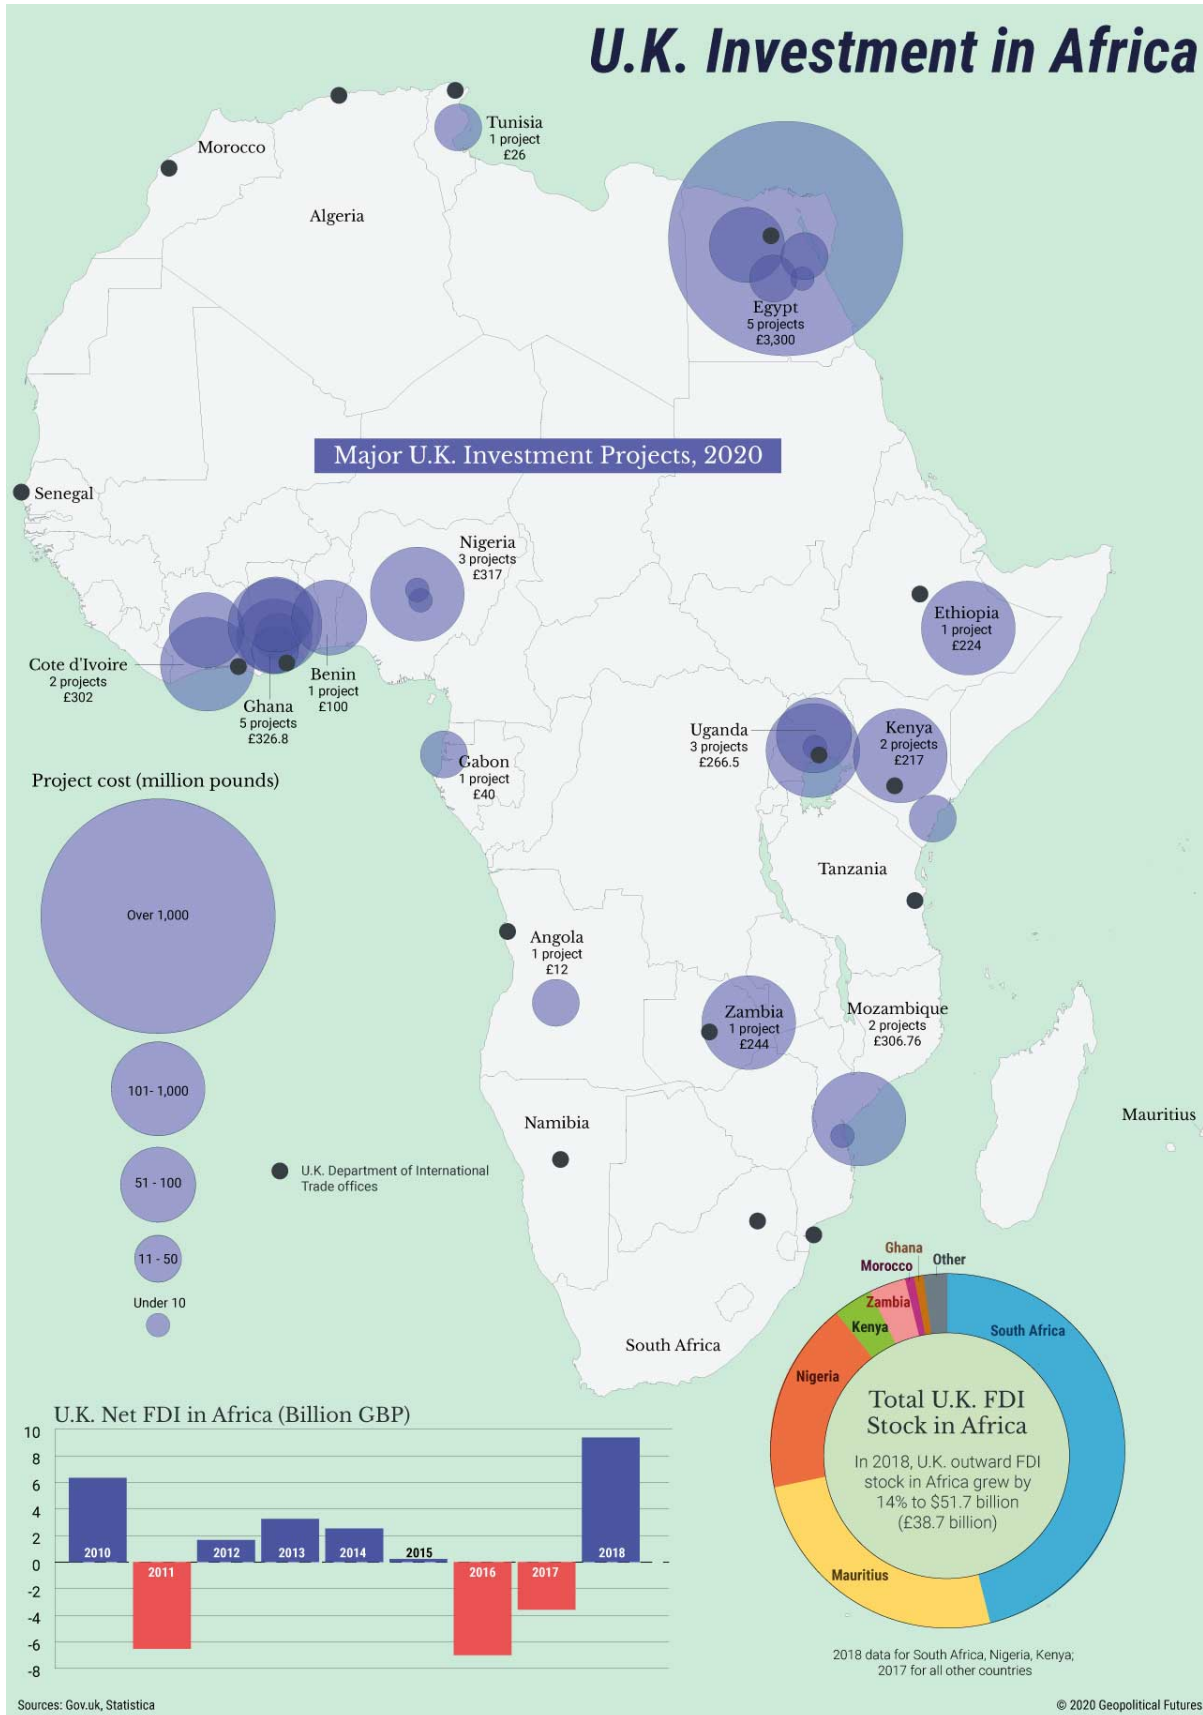 U.K. Investment in Africa
Tunisia
1 project
£26
Morocco
Algeria
Egypt
5 projects
£3,300
Major U.K. Investment Projects, 2020
Senegal
Nigeria
3 projects
£317
Ethiopia
1 project
£224
Cote d'Ivoire
2 projects
£302
Benin
1 project
£100
Ghana
5 projects
£326.8
Uganda
3 projects
£266.5
Kenya
2 projects
£217
Gabon
1 project
£40
Project cost (million pounds)
Over 1,000
101- 1,000
51 - 100
11 - 50
Under 10
Tanzania
Angola
1 project
£12
Zambia
1 project
£244
Mozambique
2 projects
£306.76
Mauritius
Namibia
U.K. Department of International
Trade offices
South Africa
Ghana
Morocco
Other
Zambia
Kenya
South Africa
Nigeria
Mauritius
Total U.K. FDI
Stock in Africa
In 2018, U.K. outward FDI
stock in Africa grew by
14% to $51.7 billion
(£38.7 billion)
2018 data for South Africa, Nigeria, Kenya;
2017 for all other countries
U.K. Net FDI in Africa (Billion GBP)
10
8
6
4
2
0
-2
-4
-6
-8
2010
2011
2012
2013
2014
2015
2016
2017
2018
Sources: Gov.uk, Statistica
© 2020 Geopolitical Futures